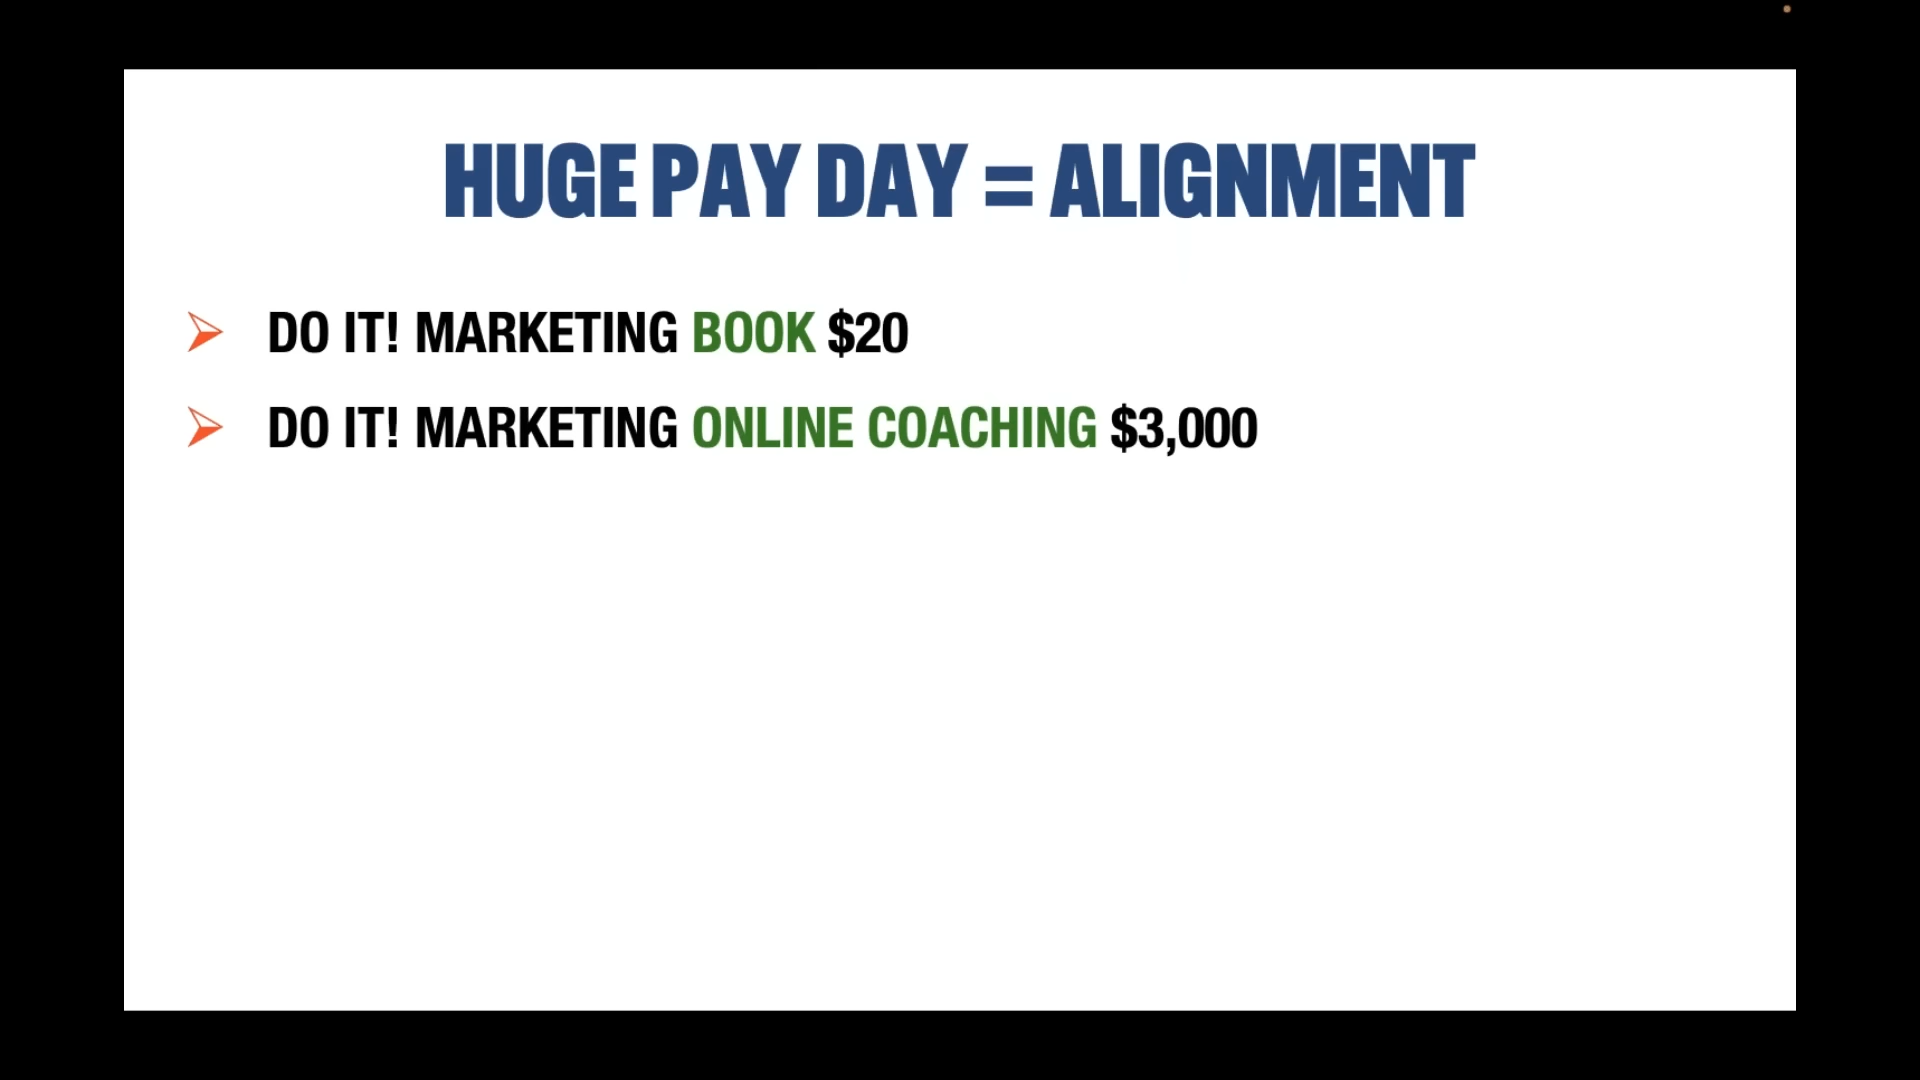 HUGE PAY DAY = ALIGNMENT
DO IT! MARKETING BOOK $20
DO IT! MARKETING ONLINE COACHING $3,000